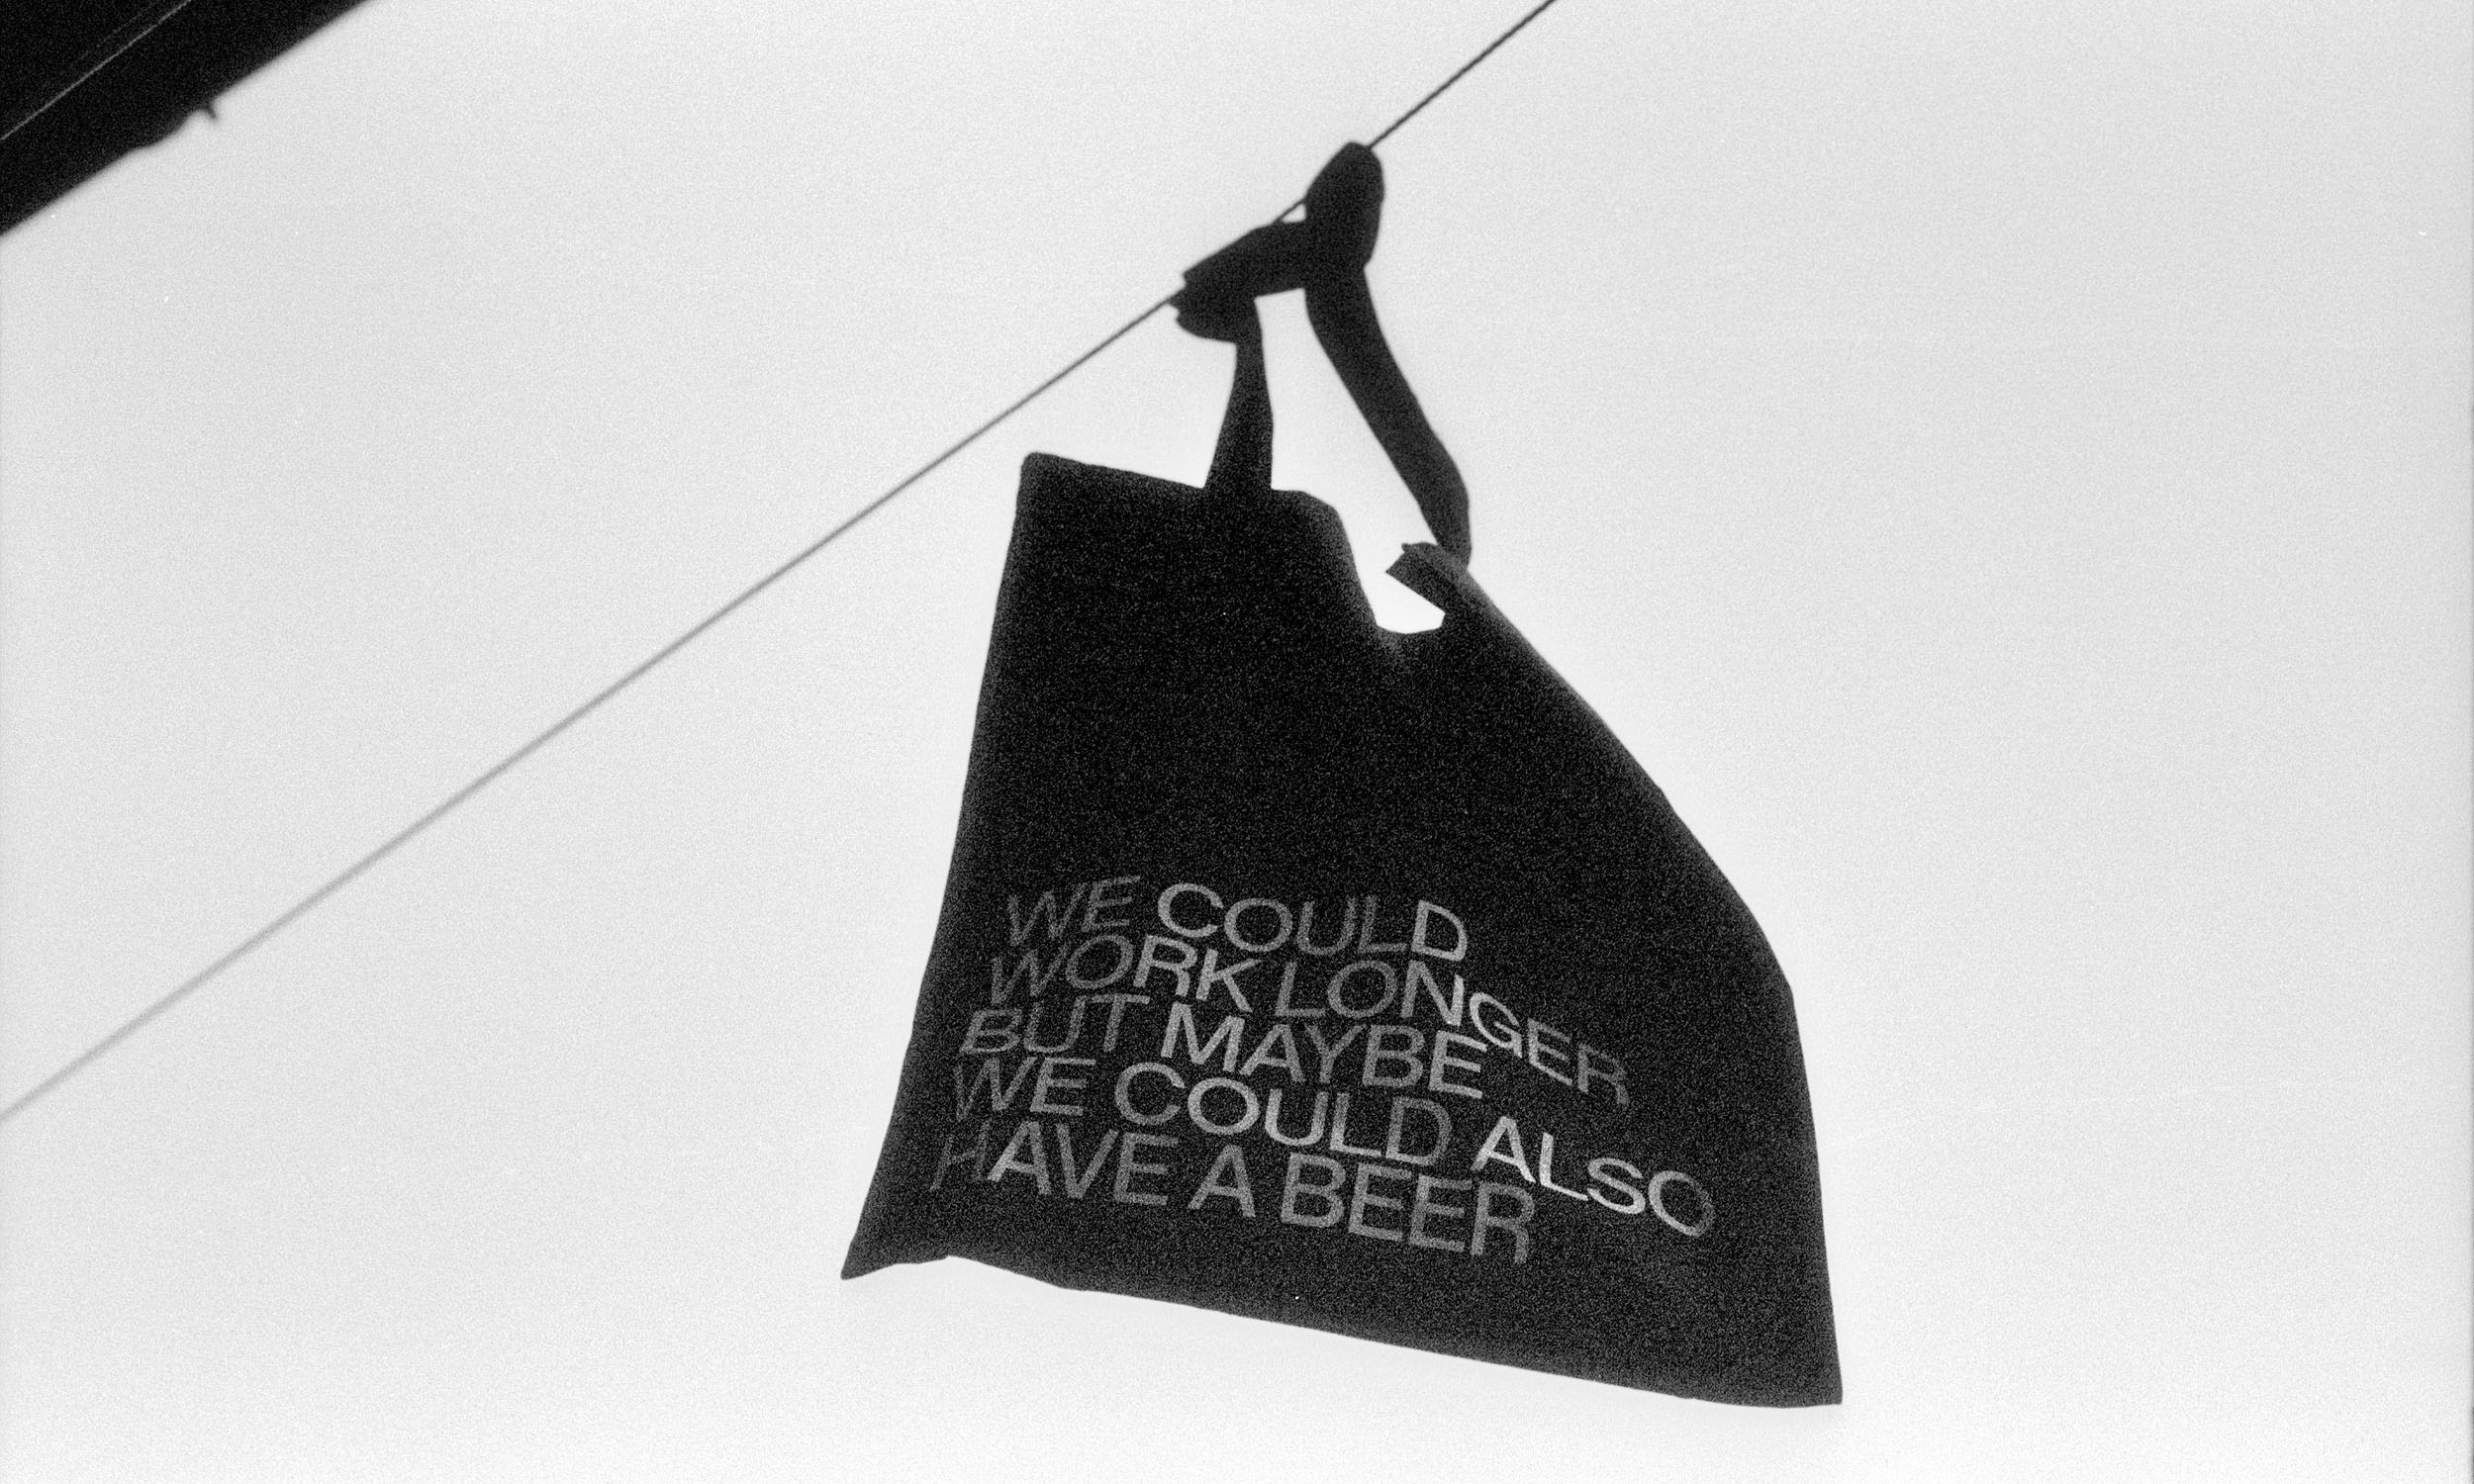 WE COULD
WORK LONGER
BUT MAYBE
WE COULD ALSO
HAVE A BEER